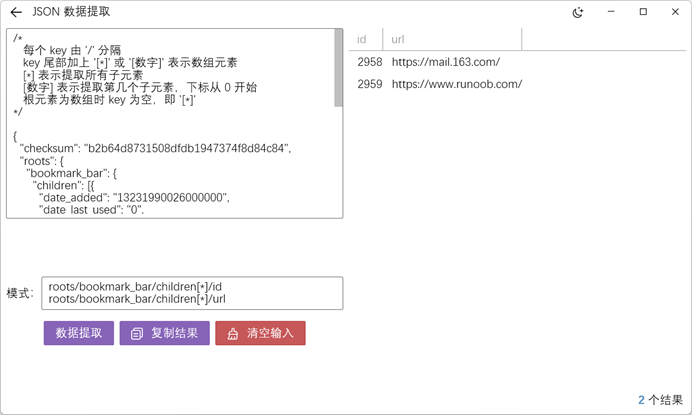 JSON 数据提取
/*
每个 key 由 '/' 分隔
key 尾部加上 '[*]' 或 '[数字]' 表示数组元素
[*] 表示提取所有子元素
[数字] 表示提取第几个子元素，下标从 0 开始
根元素为数组时 key 为空，即 '[*]'
*/
{
"checksum": "b2b64d8731508dfdb1947374f8d84c84",
"roots": {
"bookmark_bar": {
"children": [{
"date_added": "13231990026000000",
"date_last_used": "0",
模式：
roots/bookmark_bar/children[*]/id
roots/bookmark_bar/children[*]/url
数据提取
复制结果
清空输入
id url
2958 https://mail.163.com/
2959 https://www.runoob.com/
2 个结果